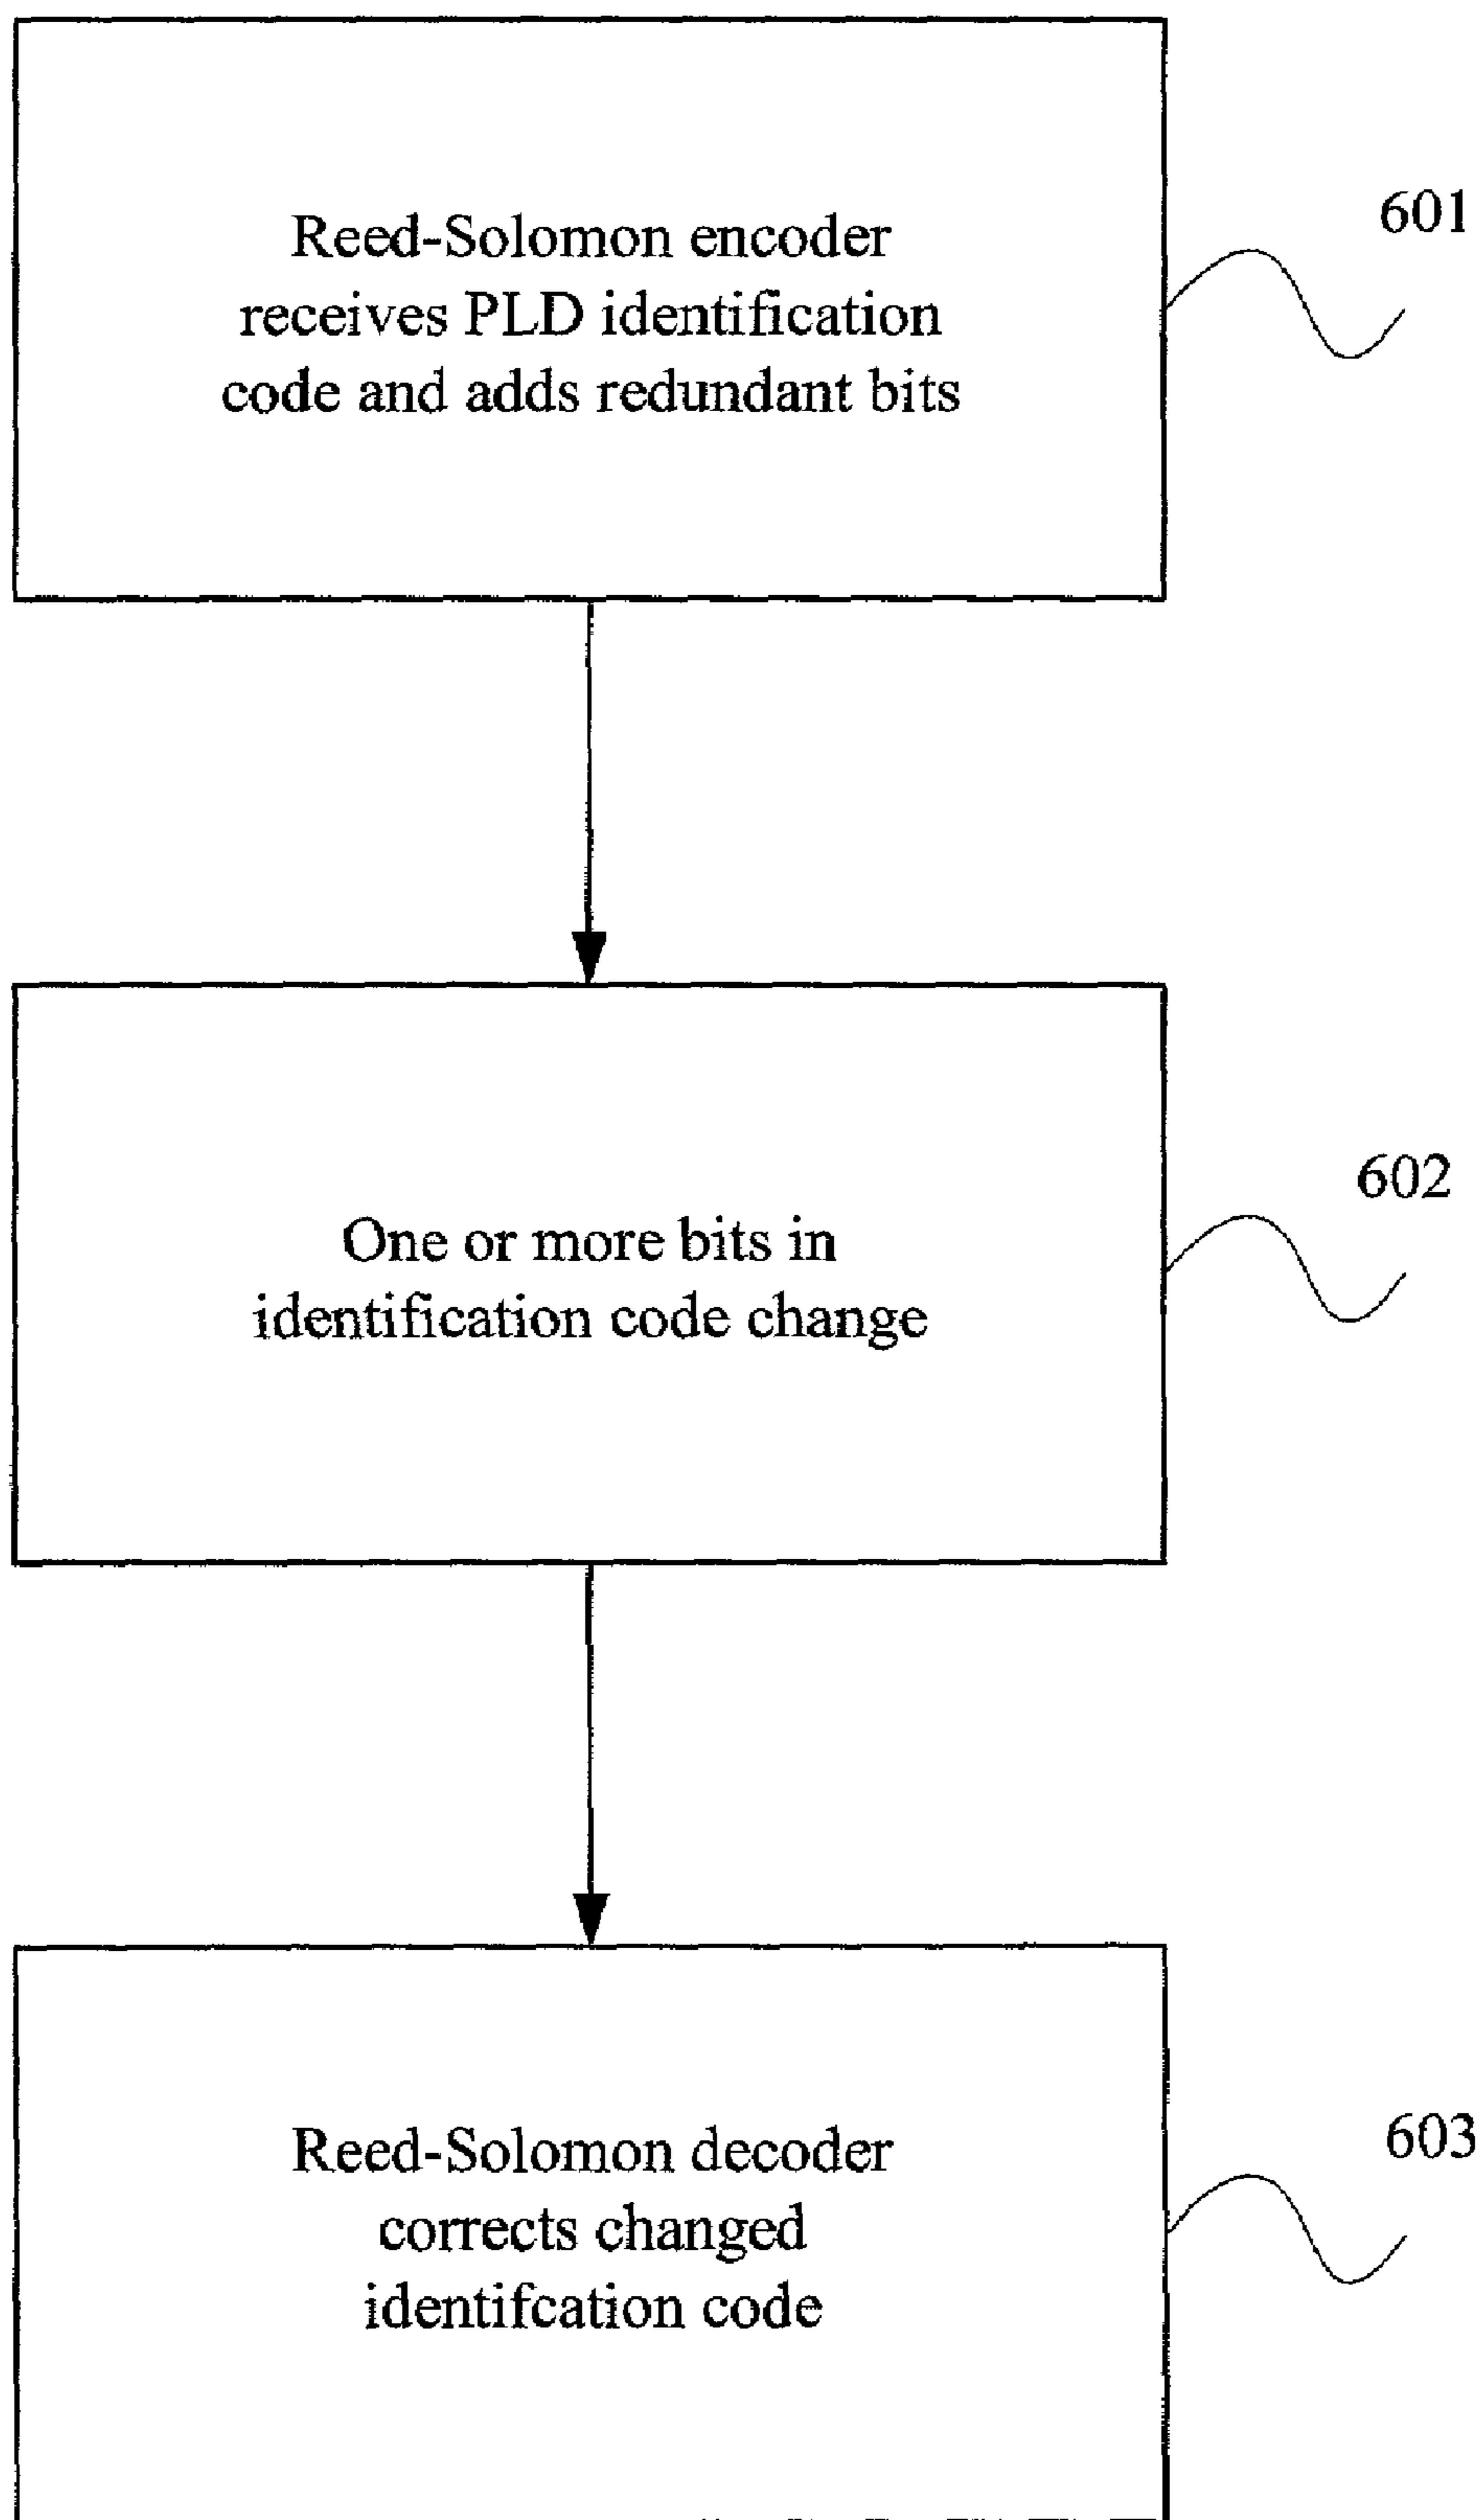 Reed-Solomon encoder
receives PLD identification
code and adds redundant bits
601
One or more bits in
identification code change
602
Reed-Solomon decoder
corrects changed
identifcation code
603